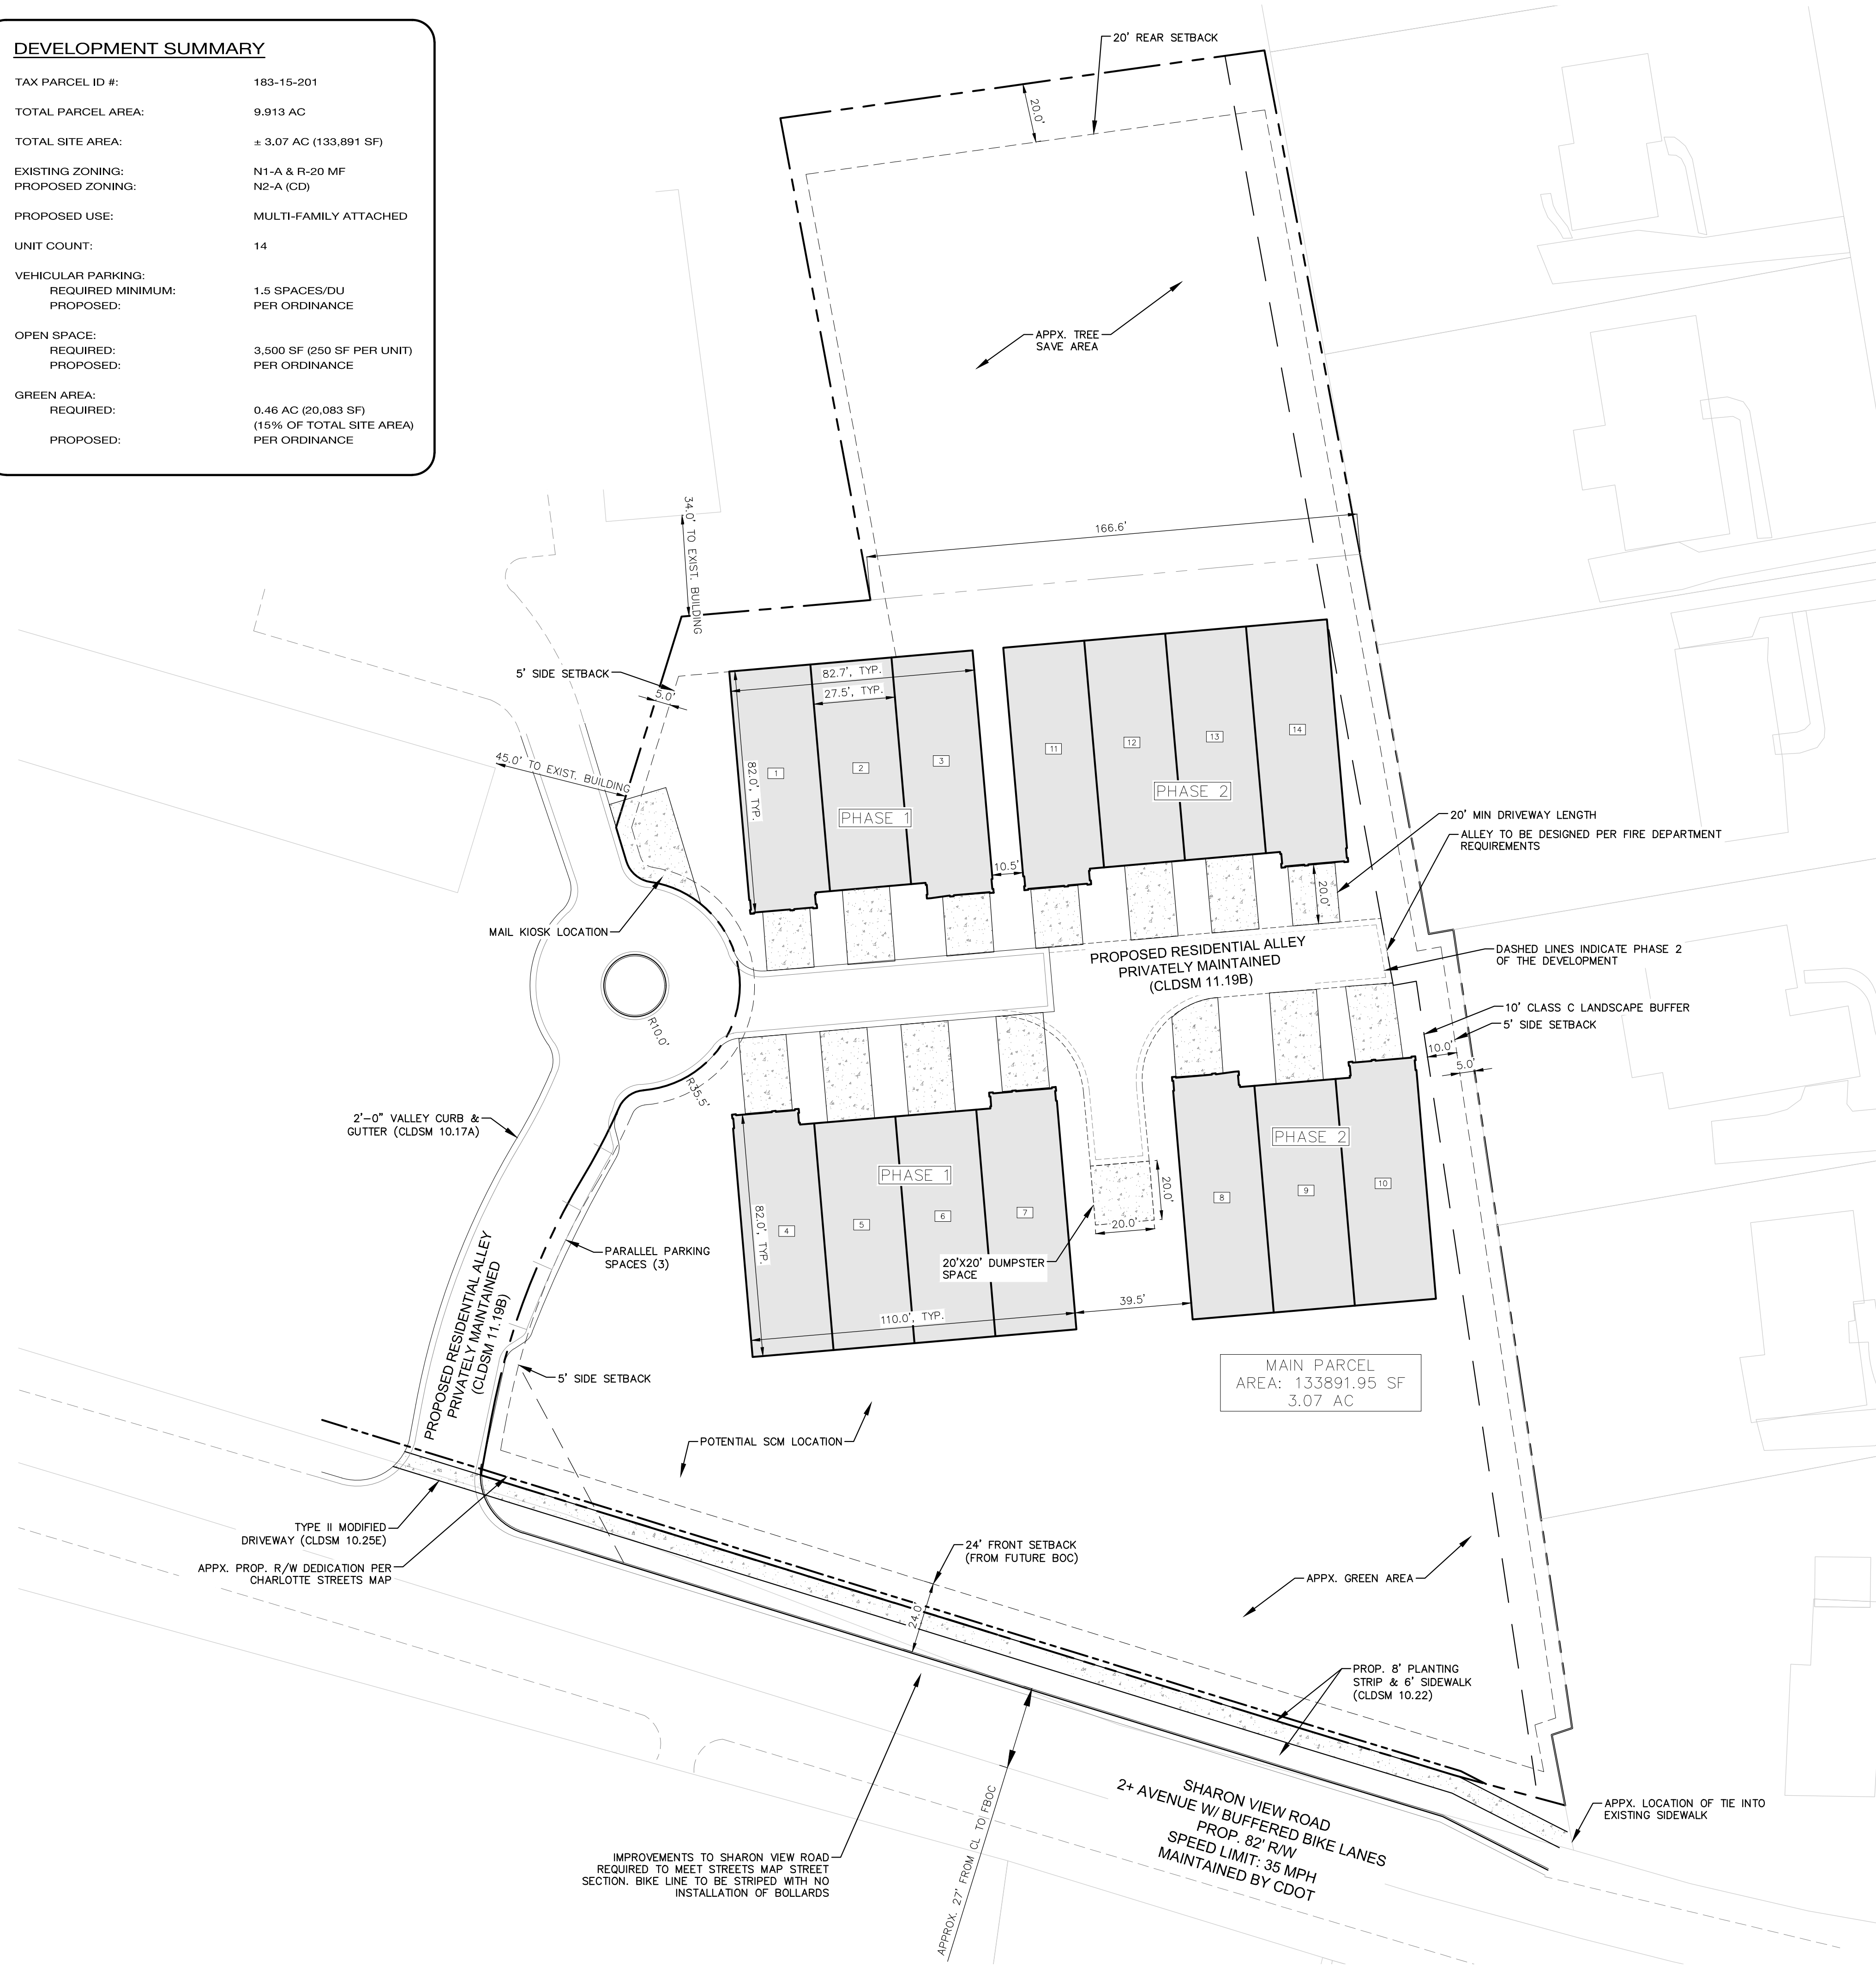 DEVELOPMENT SUMMARY
TAX PARCEL ID #: 183-15-201
TOTAL PARCEL AREA: 9.913 AC
TOTAL SITE AREA: ± 3.07 AC (133,891 SF)
EXISTING ZONING: N1-A & R-20 MF
PROPOSED ZONING: N2-A (CD)
PROPOSED USE: MULTI-FAMILY ATTACHED
UNIT COUNT: 14
VEHICULAR PARKING:
REQUIRED MINIMUM: 1.5 SPACES/DU
PROPOSED: PER ORDINANCE
OPEN SPACE:
REQUIRED: 3,500 SF (250 SF PER UNIT)
PROPOSED: PER ORDINANCE
GREEN AREA:
REQUIRED: 0.46 AC (20,083 SF)
(15% OF TOTAL SITE AREA)
PROPOSED: PER ORDINANCE
20' REAR SETBACK
20.0'
APPX. TREE
SAVE AREA
166.6'
34.0' TO EXIST. BUILDING
5' SIDE SETBACK
5.0'
45.0' TO EXIST. BUILDING
82.7', TYP.
27.5', TYP.
82.0', TYP.
1
2
3
PHASE 1
11
12
13
14
PHASE 2
10.5'
20.0'
20' MIN DRIVEWAY LENGTH
ALLEY TO BE DESIGNED PER FIRE DEPARTMENT
REQUIREMENTS
MAIL KIOSK LOCATION
PROPOSED RESIDENTIAL ALLEY
PRIVATELY MAINTAINED
(CLDSM 11.19B)
DASHED LINES INDICATE PHASE 2
OF THE DEVELOPMENT
10' CLASS C LANDSCAPE BUFFER
5' SIDE SETBACK
10.0'
5.0'
R10.0'
R35.5'
2'-0" VALLEY CURB &
GUTTER (CLDSM 10.17A)
PHASE 1
4
5
6
7
82.0', TYP.
110.0', TYP.
PHASE 2
8
9
10
20.0'
20.0'
20'X20' DUMPSTER
SPACE
39.5'
PARALLEL PARKING
SPACES (3)
PROPOSED RESIDENTIAL ALLEY
PRIVATELY MAINTAINED
(CLDSM 11.19B)
5' SIDE SETBACK
MAIN PARCEL
AREA: 133891.95 SF
3.07 AC
POTENTIAL SCM LOCATION
TYPE II MODIFIED
DRIVEWAY (CLDSM 10.25E)
APPX. PROP. R/W DEDICATION PER
CHARLOTTE STREETS MAP
24' FRONT SETBACK
(FROM FUTURE BOC)
24.0'
APPX. GREEN AREA
PROP. 8' PLANTING
STRIP & 6' SIDEWALK
(CLDSM 10.22)
SHARON VIEW ROAD
2+ AVENUE W/ BUFFERED BIKE LANES
PROP. 82' R/W
SPEED LIMIT: 35 MPH
MAINTAINED BY CDOT
APPX. LOCATION OF TIE INTO
EXISTING SIDEWALK
IMPROVEMENTS TO SHARON VIEW ROAD
REQUIRED TO MEET STREETS MAP STREET
SECTION. BIKE LINE TO BE STRIPED WITH NO
INSTALLATION OF BOLLARDS
APPROX. 27' FROM CL TO FBOC